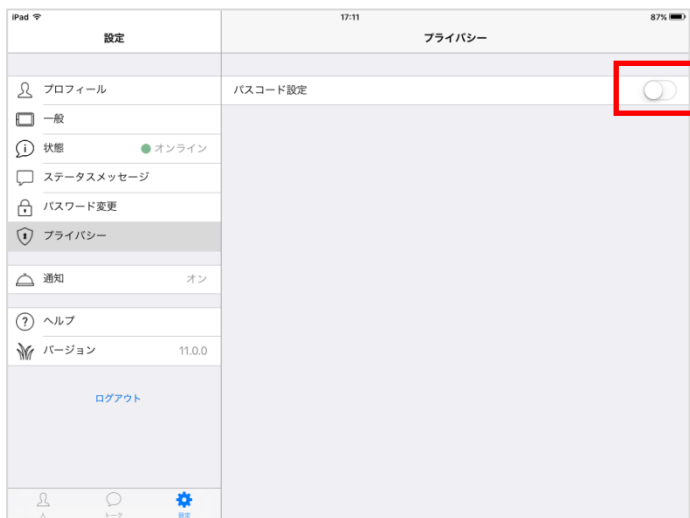 iPad 17:11 87%
設定
プライバシー
プロフィール
パスコード設定
一般
状態 オンライン
ステータスメッセージ
パスワード変更
プライバシー
通知 オン
ヘルプ
バージョン 11.0.0
ログアウト
人 トーク 設定